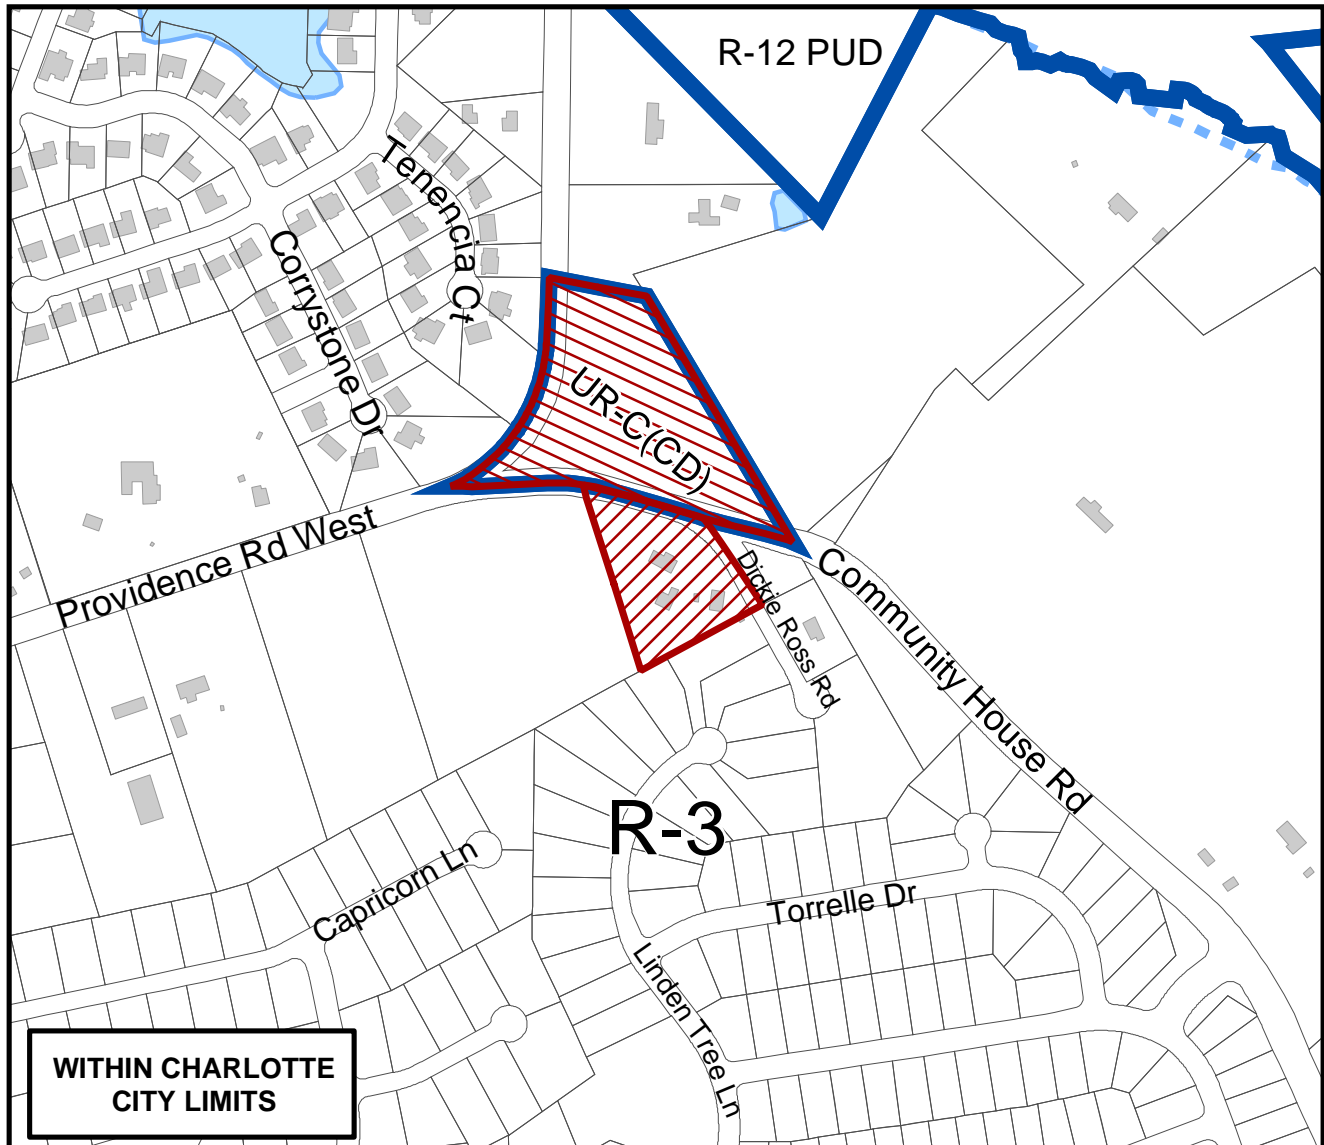 R-12 PUD
Tenencia Ct
Corrystone Dr
UR-C(CD)
Providence Rd West
Dickie Ross Rd
Community House Rd
R-3
Capricorn Ln
Torrelle Dr
Linden Tree Ln
WITHIN CHARLOTTE
CITY LIMITS